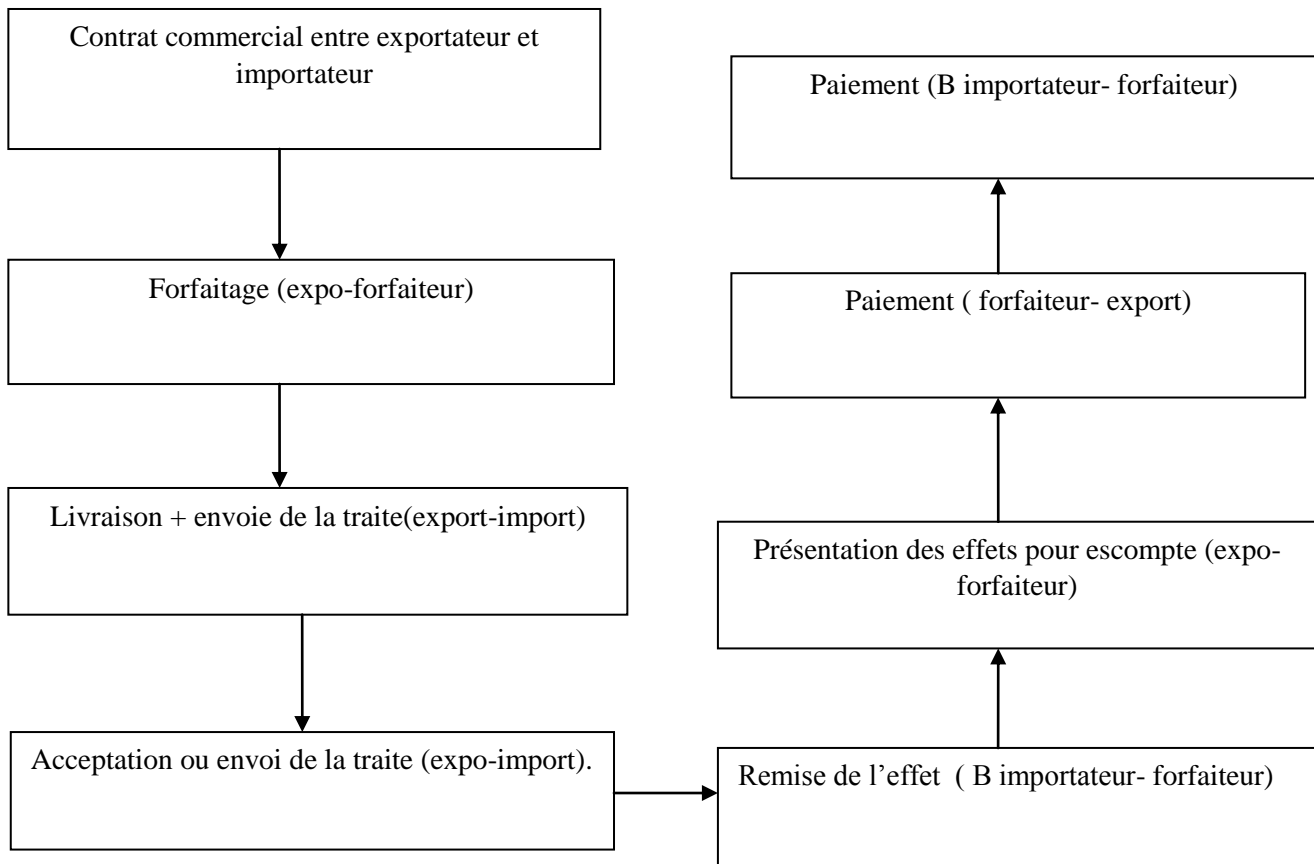 Contrat commercial entre exportateur et
importateur
Forfaitage (expo-forfaiteur)
Livraison + envoie de la traite(export-import)
Acceptation ou envoi de la traite (expo-import).
Remise de l’effet ( B importateur- forfaiteur)
Présentation des effets pour escompte (expo-
forfaiteur)
Paiement ( forfaiteur- export)
Paiement (B importateur- forfaiteur)